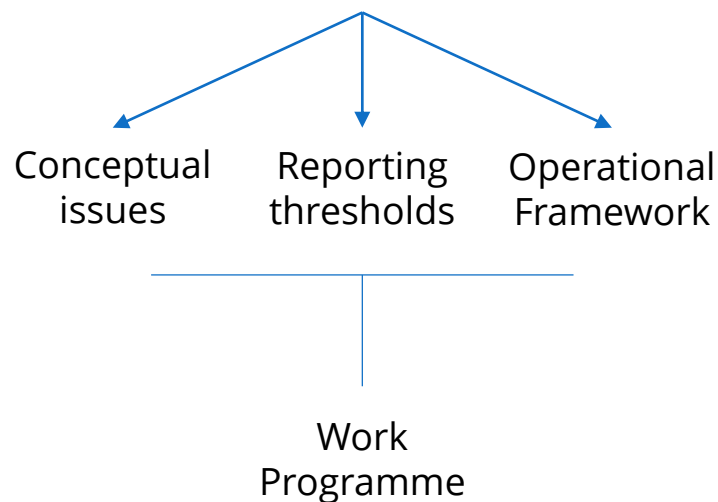 Conceptual
issues
Reporting
thresholds
Operational
Framework
Work
Programme